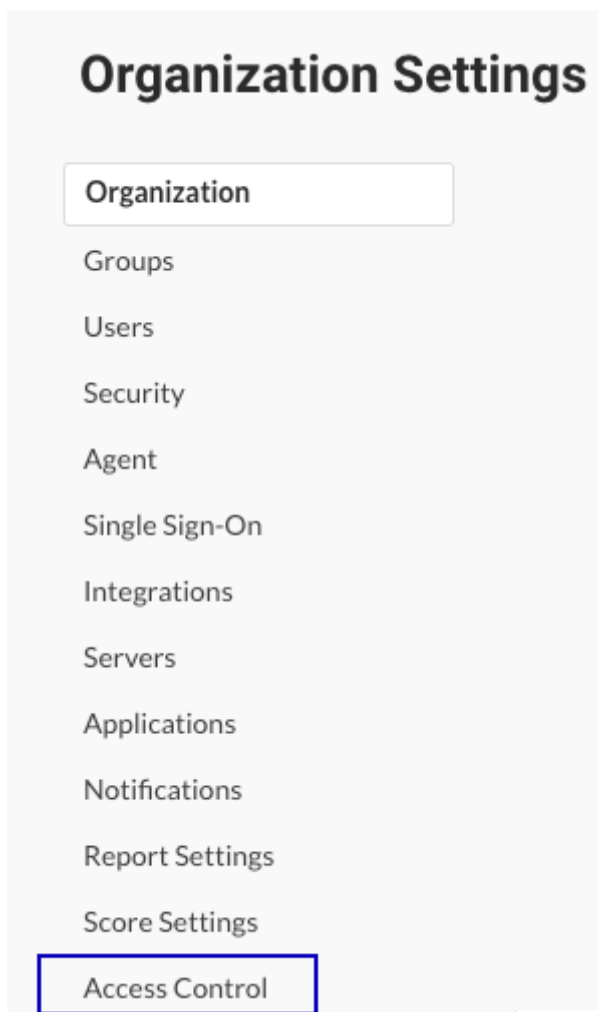 Organization Settings
Organization
Groups
Users
Security
Agent
Single Sign-On
Integrations
Servers
Applications
Notifications
Report Settings
Score Settings
Access Control